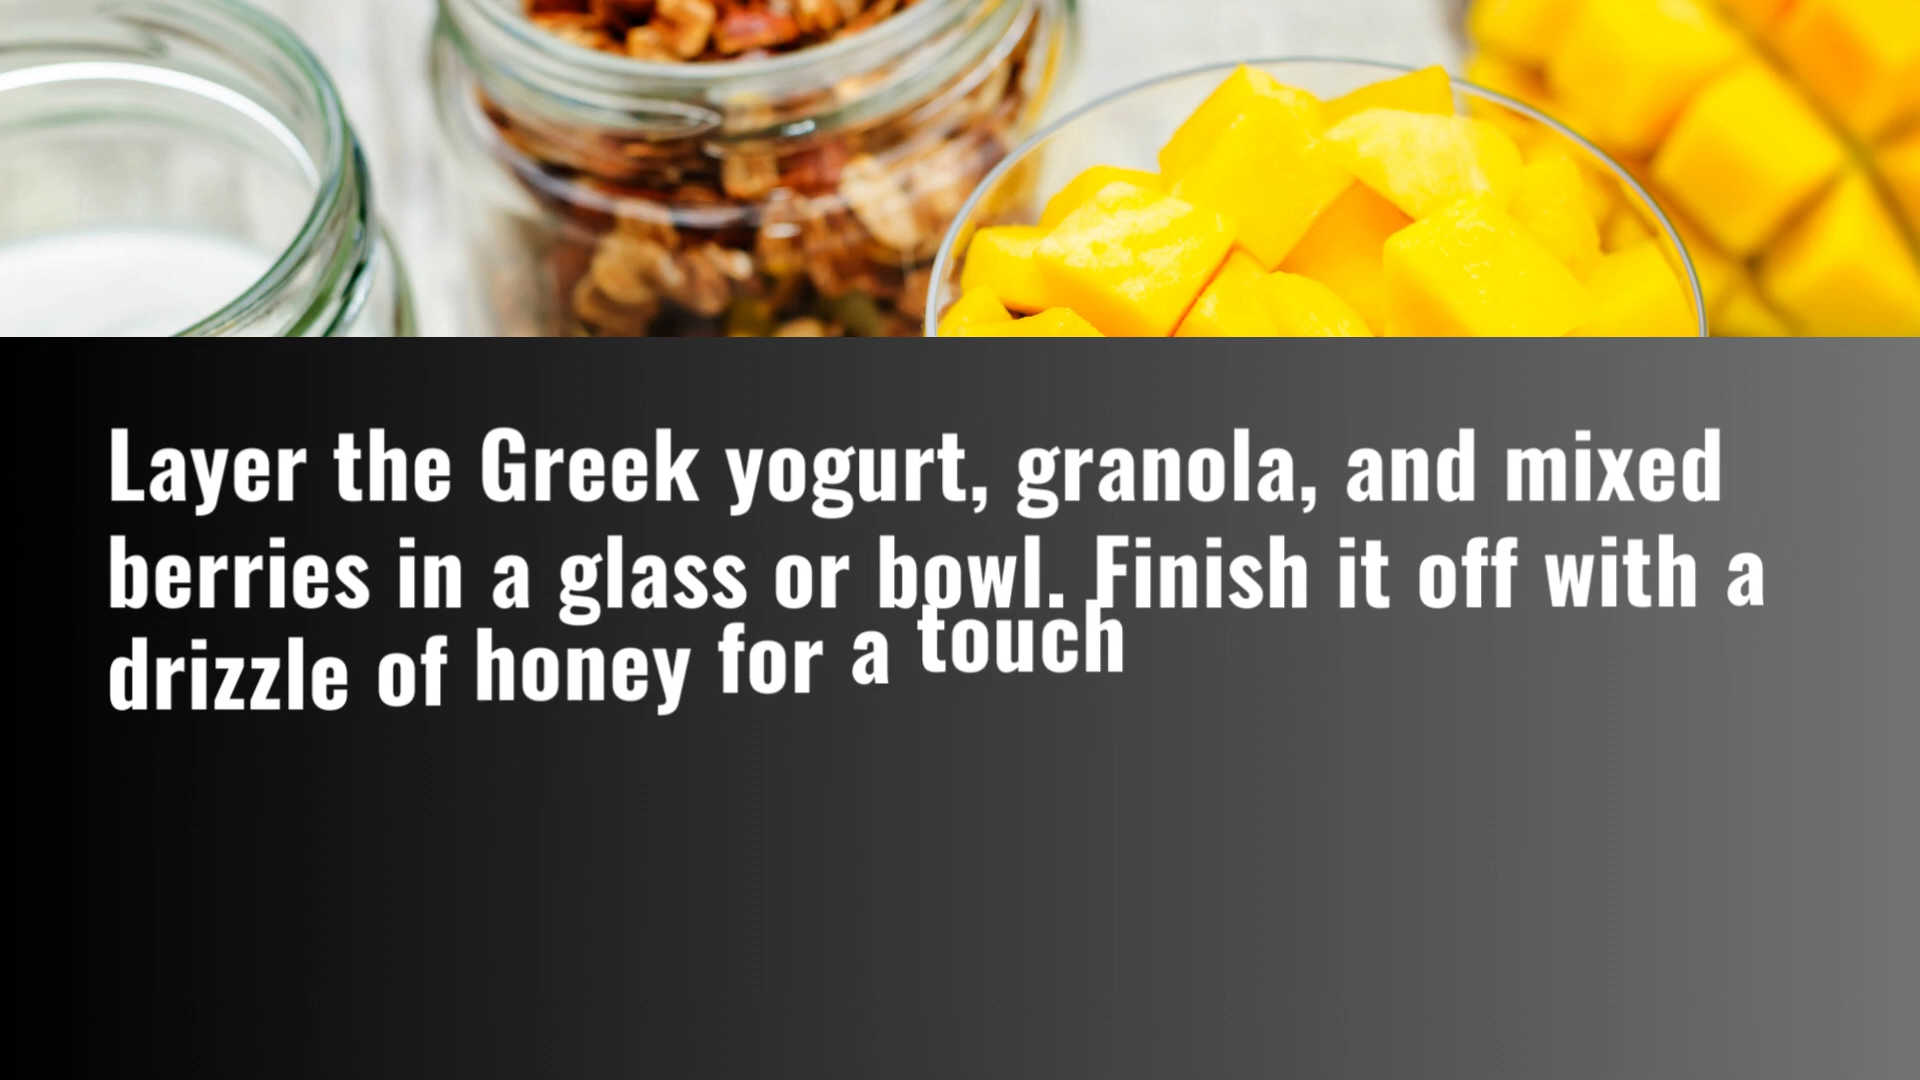 Layer the Greek yogurt, granola, and mixed
berries in a glass or bowl. Finish it off with a
drizzle of honey for a touch